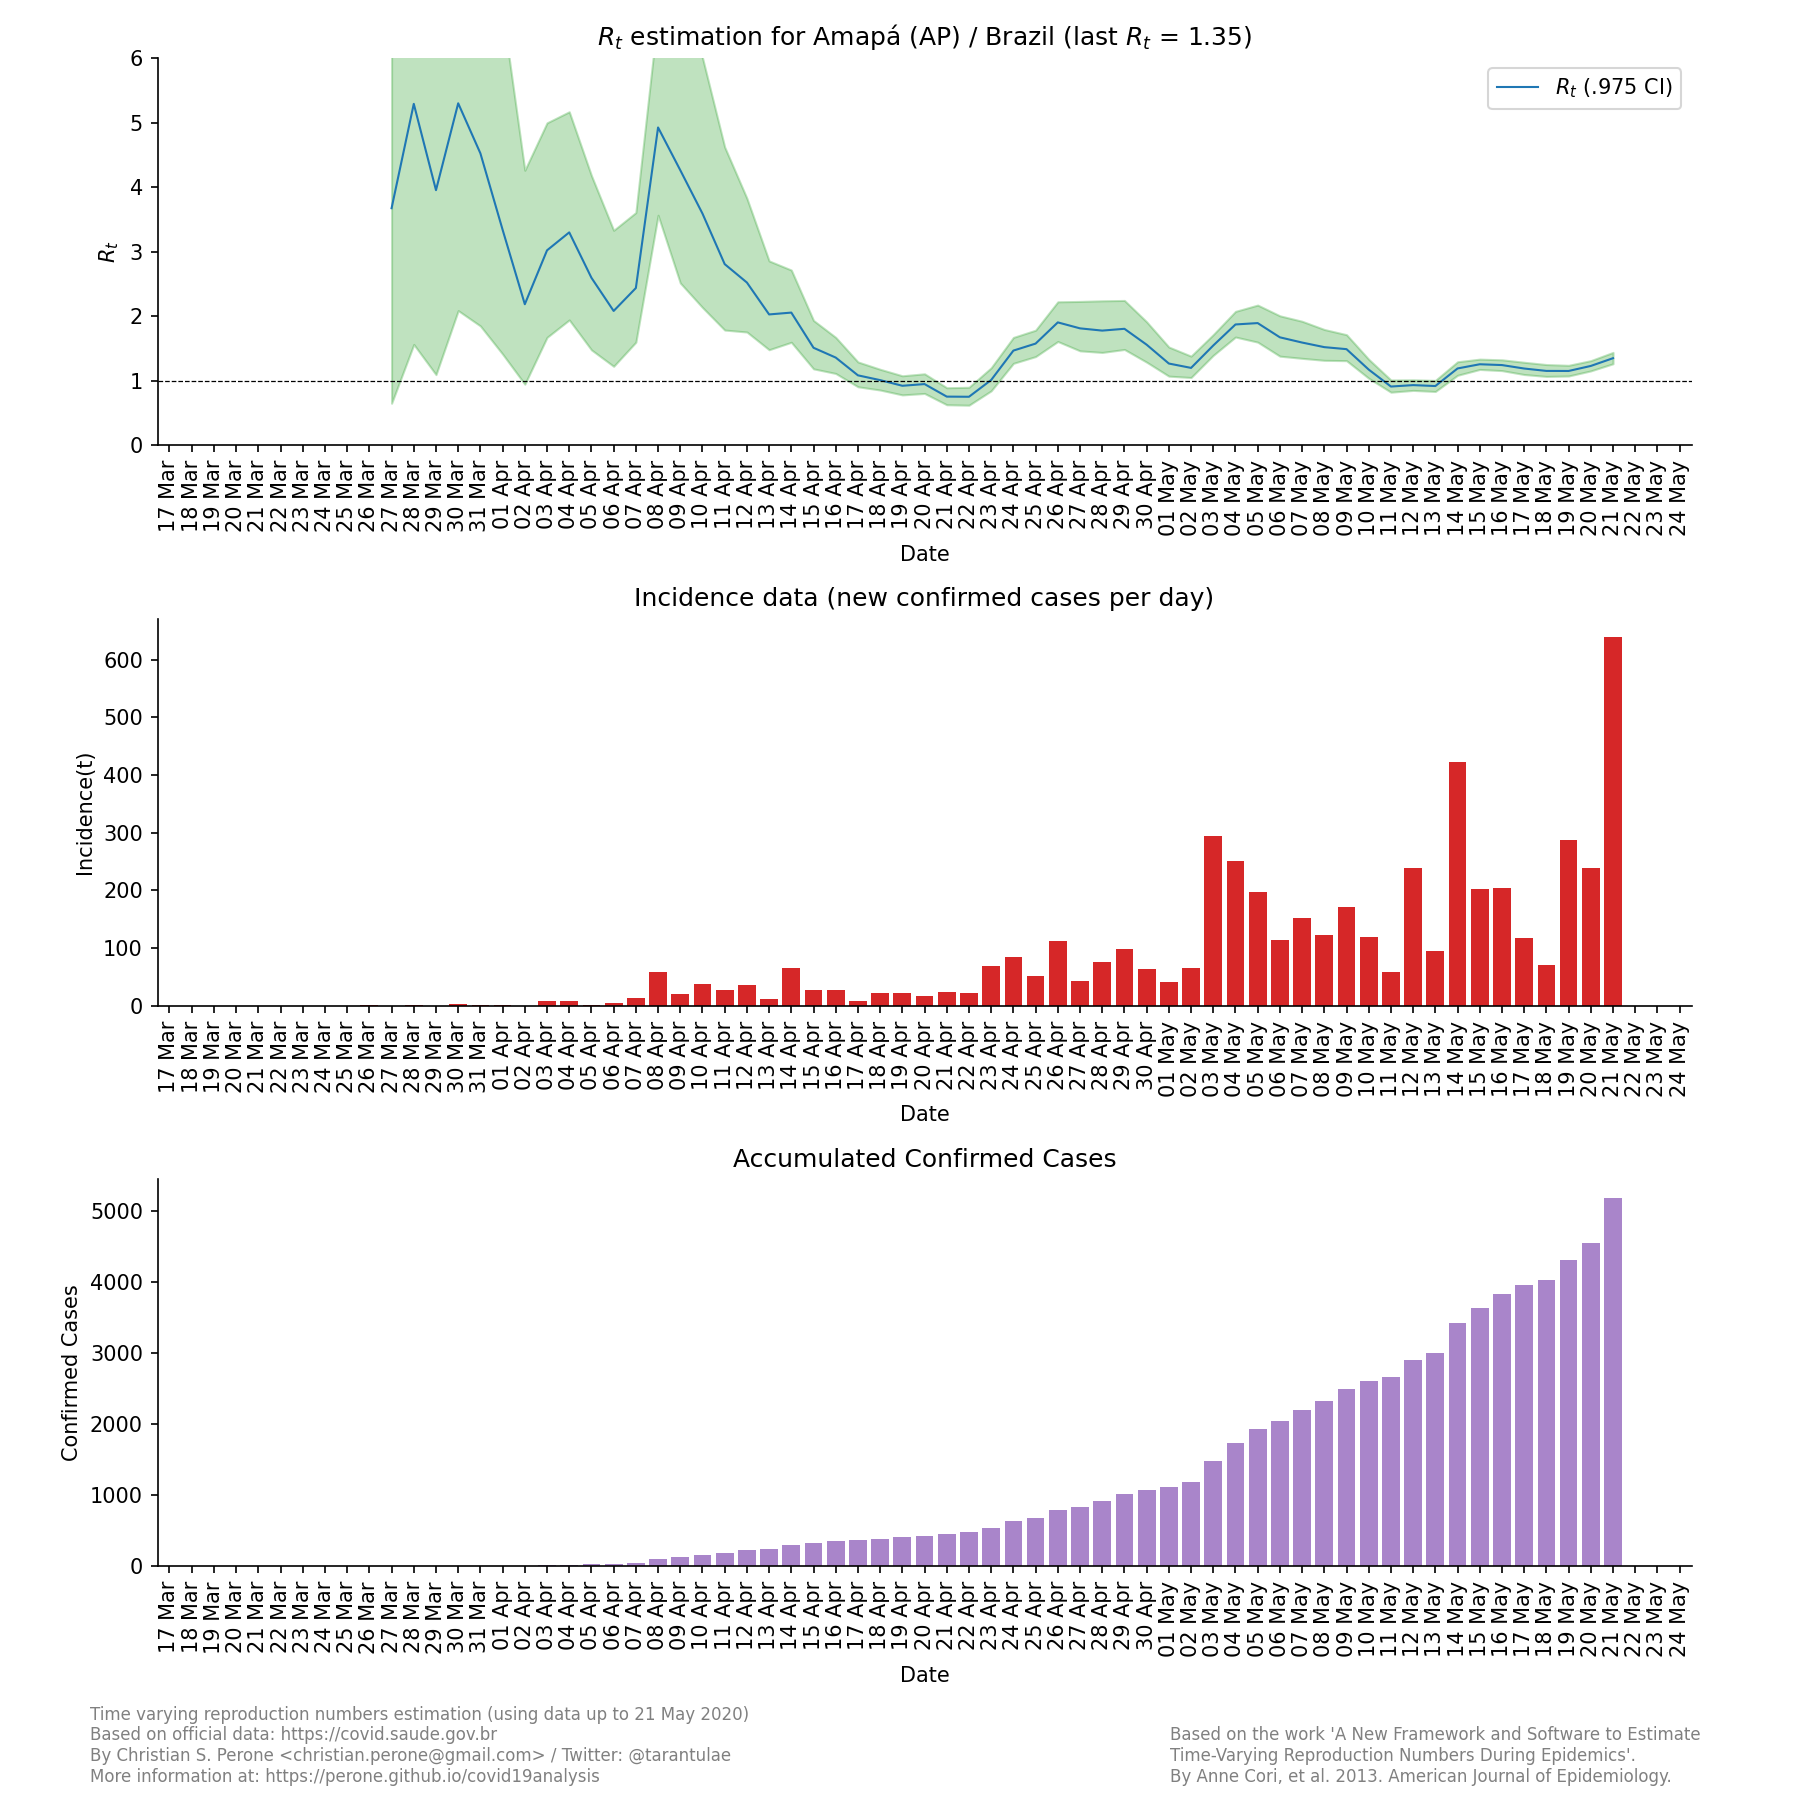 Rt estimation for Amapá (AP) / Brazil (last Rt = 1.35)
Rt (.975 CI)
6
5
4
3
2
1
0
Rt
17 Mar 18 Mar 19 Mar 20 Mar 21 Mar 22 Mar 23 Mar 24 Mar 25 Mar 26 Mar 27 Mar 28 Mar 29 Mar 30 Mar 31 Mar 01 Apr 02 Apr 03 Apr 04 Apr 05 Apr 06 Apr 07 Apr 08 Apr 09 Apr 10 Apr 11 Apr 12 Apr 13 Apr 14 Apr 15 Apr 16 Apr 17 Apr 18 Apr 19 Apr 20 Apr 21 Apr 22 Apr 23 Apr 24 Apr 25 Apr 26 Apr 27 Apr 28 Apr 29 Apr 30 Apr 01 May 02 May 03 May 04 May 05 May 06 May 07 May 08 May 09 May 10 May 11 May 12 May 13 May 14 May 15 May 16 May 17 May 18 May 19 May 20 May 21 May 22 May 23 May 24 May
Date
Incidence data (new confirmed cases per day)
600
500
400
300
200
100
0
Incidence(t)
17 Mar 18 Mar 19 Mar 20 Mar 21 Mar 22 Mar 23 Mar 24 Mar 25 Mar 26 Mar 27 Mar 28 Mar 29 Mar 30 Mar 31 Mar 01 Apr 02 Apr 03 Apr 04 Apr 05 Apr 06 Apr 07 Apr 08 Apr 09 Apr 10 Apr 11 Apr 12 Apr 13 Apr 14 Apr 15 Apr 16 Apr 17 Apr 18 Apr 19 Apr 20 Apr 21 Apr 22 Apr 23 Apr 24 Apr 25 Apr 26 Apr 27 Apr 28 Apr 29 Apr 30 Apr 01 May 02 May 03 May 04 May 05 May 06 May 07 May 08 May 09 May 10 May 11 May 12 May 13 May 14 May 15 May 16 May 17 May 18 May 19 May 20 May 21 May 22 May 23 May 24 May
Date
Accumulated Confirmed Cases
5000
4000
3000
2000
1000
0
Confirmed Cases
17 Mar 18 Mar 19 Mar 20 Mar 21 Mar 22 Mar 23 Mar 24 Mar 25 Mar 26 Mar 27 Mar 28 Mar 29 Mar 30 Mar 31 Mar 01 Apr 02 Apr 03 Apr 04 Apr 05 Apr 06 Apr 07 Apr 08 Apr 09 Apr 10 Apr 11 Apr 12 Apr 13 Apr 14 Apr 15 Apr 16 Apr 17 Apr 18 Apr 19 Apr 20 Apr 21 Apr 22 Apr 23 Apr 24 Apr 25 Apr 26 Apr 27 Apr 28 Apr 29 Apr 30 Apr 01 May 02 May 03 May 04 May 05 May 06 May 07 May 08 May 09 May 10 May 11 May 12 May 13 May 14 May 15 May 16 May 17 May 18 May 19 May 20 May 21 May 22 May 23 May 24 May
Date
Time varying reproduction numbers estimation (using data up to 21 May 2020)
Based on official data: https://covid.saude.gov.br
By Christian S. Perone <christian.perone@gmail.com> / Twitter: @tarantulae
More information at: https://perone.github.io/covid19analysis
Based on the work 'A New Framework and Software to Estimate
Time-Varying Reproduction Numbers During Epidemics'.
By Anne Cori, et al. 2013. American Journal of Epidemiology.